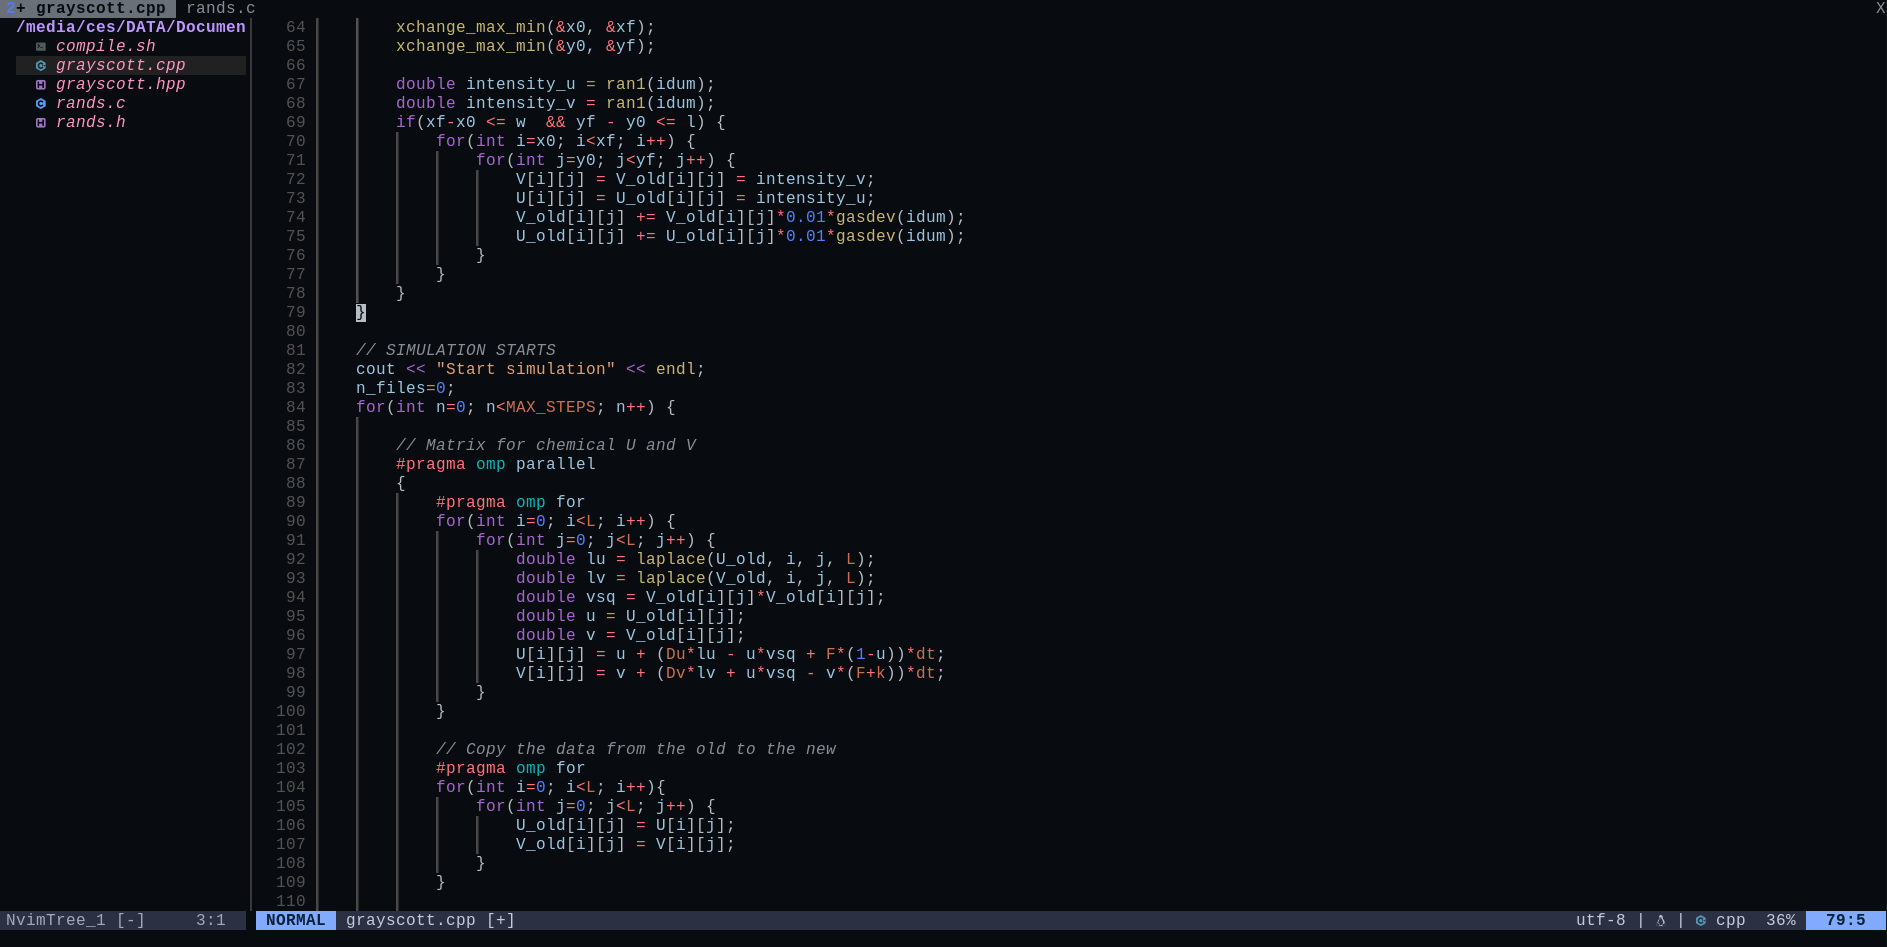 2+ grayscott.cpp  rands.c X
/media/ces/DATA/Documen
compile.sh
grayscott.cpp
grayscott.hpp
rands.c
rands.h
64         xchange_max_min(&x0, &xf);
65         xchange_max_min(&y0, &yf);
66
67         double intensity_u = ran1(idum);
68         double intensity_v = ran1(idum);
69         if(xf-x0 <= w  && yf - y0 <= l) {
70             for(int i=x0; i<xf; i++) {
71                 for(int j=y0; j<yf; j++) {
72                     V[i][j] = V_old[i][j] = intensity_v;
73                     U[i][j] = U_old[i][j] = intensity_u;
74                     V_old[i][j] += V_old[i][j]*0.01*gasdev(idum);
75                     U_old[i][j] += U_old[i][j]*0.01*gasdev(idum);
76                 }
77             }
78         }
79     }
80
81     // SIMULATION STARTS
82     cout << "Start simulation" << endl;
83     n_files=0;
84     for(int n=0; n<MAX_STEPS; n++) {
85
86         // Matrix for chemical U and V
87         #pragma omp parallel
88         {
89             #pragma omp for
90             for(int i=0; i<L; i++) {
91                 for(int j=0; j<L; j++) {
92                     double lu = laplace(U_old, i, j, L);
93                     double lv = laplace(V_old, i, j, L);
94                     double vsq = V_old[i][j]*V_old[i][j];
95                     double u = U_old[i][j];
96                     double v = V_old[i][j];
97                     U[i][j] = u + (Du*lu - u*vsq + F*(1-u))*dt;
98                     V[i][j] = v + (Dv*lv + u*vsq - v*(F+k))*dt;
99                 }
100             }
101
102             // Copy the data from the old to the new
103             #pragma omp for
104             for(int i=0; i<L; i++){
105                 for(int j=0; j<L; j++) {
106                     U_old[i][j] = U[i][j];
107                     V_old[i][j] = V[i][j];
108                 }
109             }
110
NvimTree_1 [-]     3:1   NORMAL  grayscott.cpp [+]  utf-8 | | cpp  36%  79:5